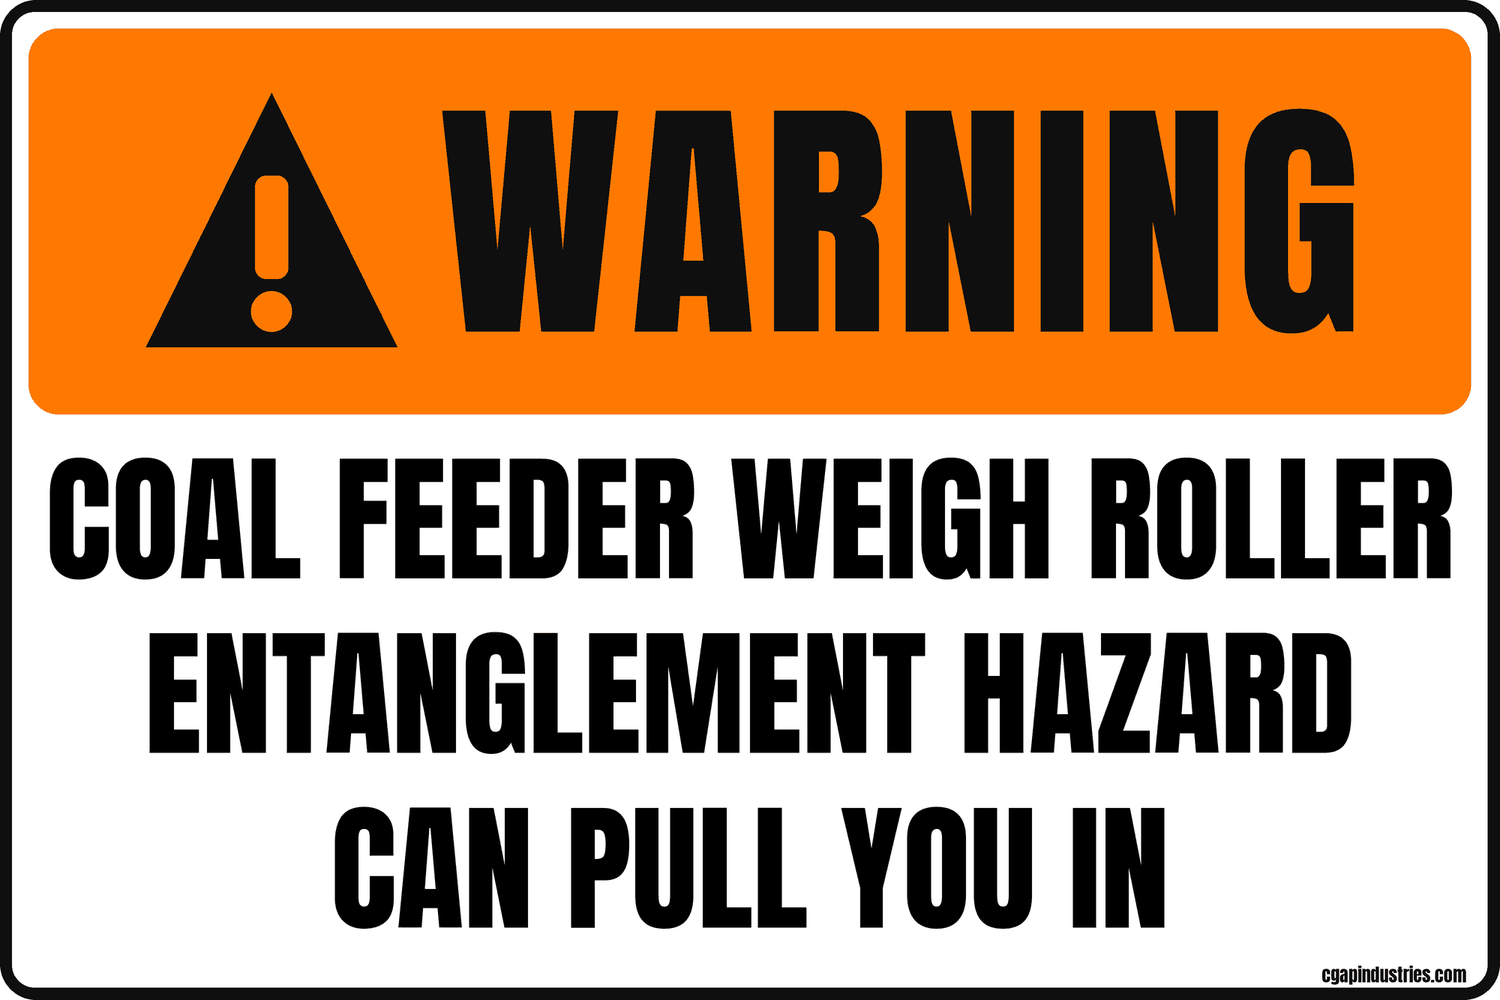 WARNING
COAL FEEDER WEIGH ROLLER
ENTANGLEMENT HAZARD
CAN PULL YOU IN
cgapindustries.com